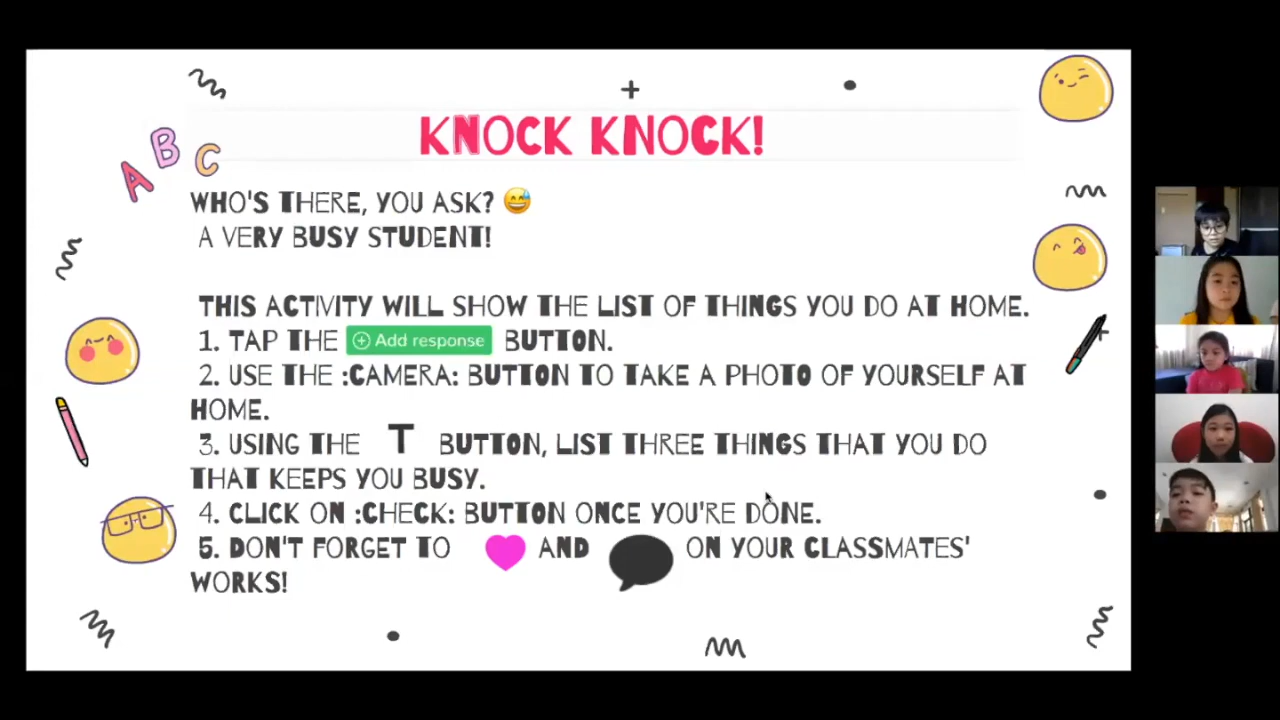 A B C
KNOCK KNOCK!
WHO'S THERE, YOU ASK? 😅
A VERY BUSY STUDENT!
THIS ACTIVITY WILL SHOW THE LIST OF THINGS YOU DO AT HOME.
1. TAP THE Add response BUTTON.
2. USE THE :CAMERA: BUTTON TO TAKE A PHOTO OF YOURSELF AT
HOME.
3. USING THE T BUTTON, LIST THREE THINGS THAT YOU DO
THAT KEEPS YOU BUSY.
4. CLICK ON :CHECK: BUTTON ONCE YOU'RE DONE.
5. DON'T FORGET TO AND ON YOUR CLASSMATES'
WORKS!